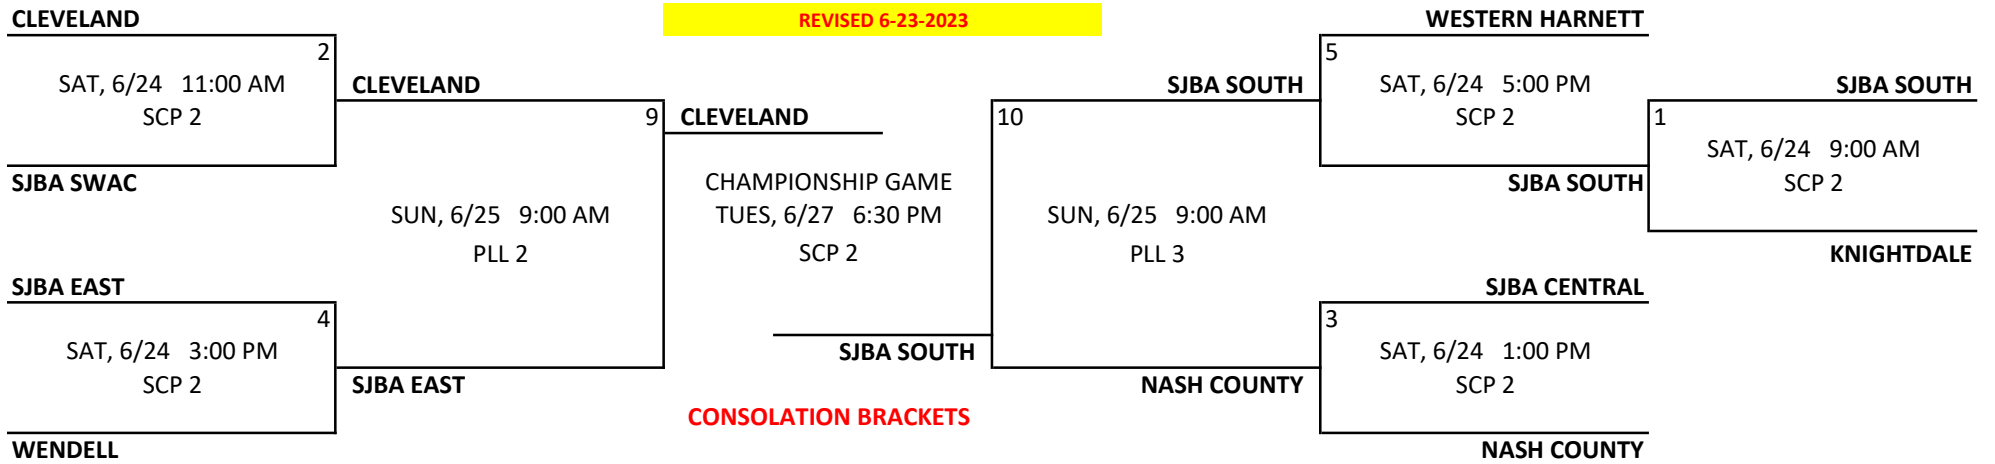 CLEVELAND
REVISED 6-23-2023
WESTERN HARNETT
2
5
SAT, 6/24 11:00 AM
CLEVELAND
SJBA SOUTH
SAT, 6/24 5:00 PM
SJBA SOUTH
SCP 2
9
CLEVELAND
10
SCP 2
1
SAT, 6/24 9:00 AM
SJBA SWAC
CHAMPIONSHIP GAME
SJBA SOUTH
SCP 2
SUN, 6/25 9:00 AM
TUES, 6/27 6:30 PM
SUN, 6/25 9:00 AM
PLL 2
SCP 2
PLL 3
KNIGHTDALE
SJBA EAST
SJBA CENTRAL
4
3
SAT, 6/24 3:00 PM
SJBA SOUTH
SAT, 6/24 1:00 PM
SCP 2
SJBA EAST
NASH COUNTY
SCP 2
CONSOLATION BRACKETS
WENDELL
NASH COUNTY